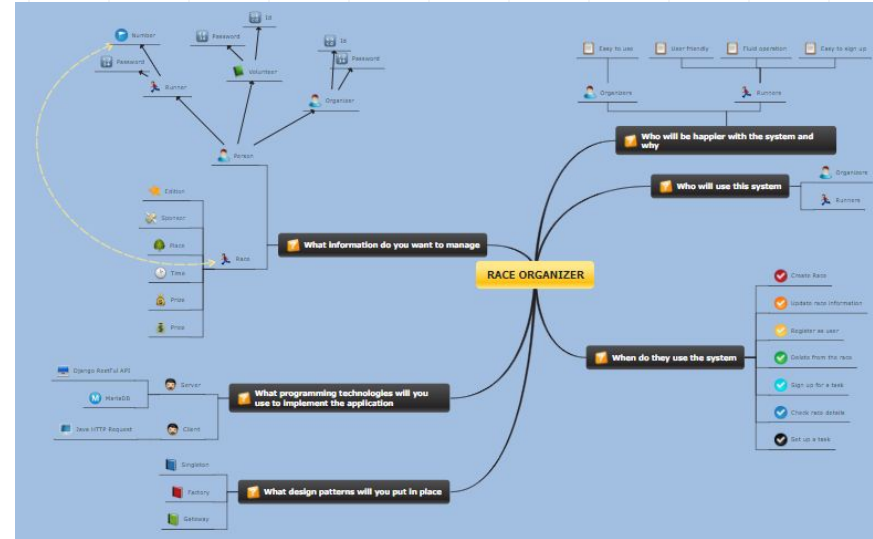 Number
Id
Password
Id
Password
Password
Volunteer
Runner
Organizer
Person
Edition
Sponsor
Place
Time
Race
Prize
What information do you want to manage
Django Restful API
Server
MariaDB
Java HTTP Request
Client
What programming technologies will you
use to implement the application
Singleton
Factory
Gateway
What design patterns will you put in place
RACE ORGANIZER
Easy to use
User friendly
Fluid operation
Easy to sign up
Organizers
Runners
Who will be happier with the system and
why
Who will use this system
Organizers
Runners
When do they use the system
Create Race
Update race information
Register as user
Delete from the race
Sign up for a task
Check race details
Set up a task